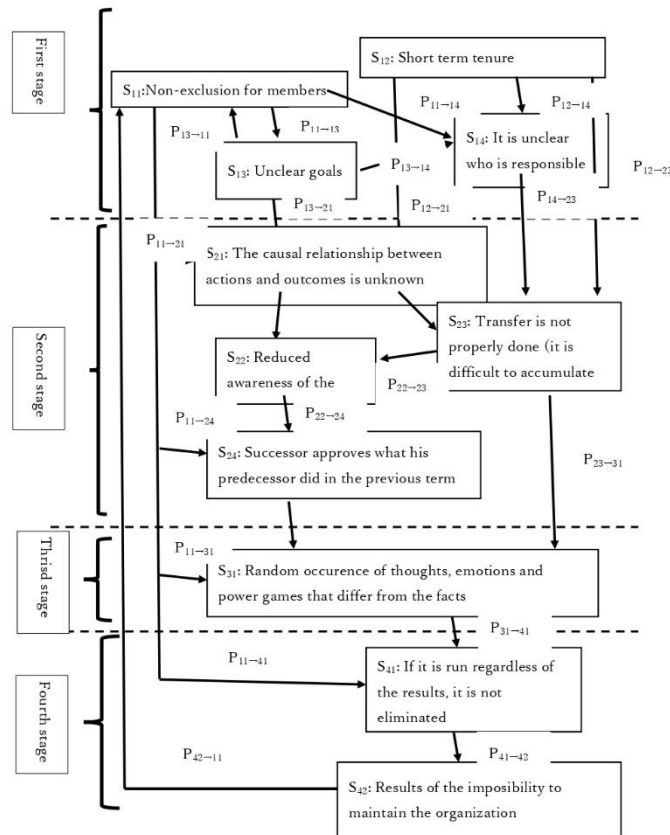 First stage
S12: Short term tenure
S11:Non-exclusion for members
P11→14
P12→14
P13→11
P11→13
S14: It is unclear
who is responsible
S13: Unclear goals
P13→14
P12→23
P13→21
P12→21
P14→23
P11→21
S21: The causal relationship between
actions and outcomes is unknown
Second stage
S23: Transfer is not
properly done (it is
difficult to accumulate
S22: Reduced
awareness of the
P22→23
P11→24
P22→24
S24: Successor approves what his
predecessor did in the previous term
P23→31
Thrisd stage
P11→31
S31: Random occurence of thoughts, emotions and
power games that differ from the facts
P31→41
Fourth stage
P11→41
S41: If it is run regardless of
the results, it is not
eliminated
P42→11
P41→42
S42: Results of the imposibility to
maintain the organization